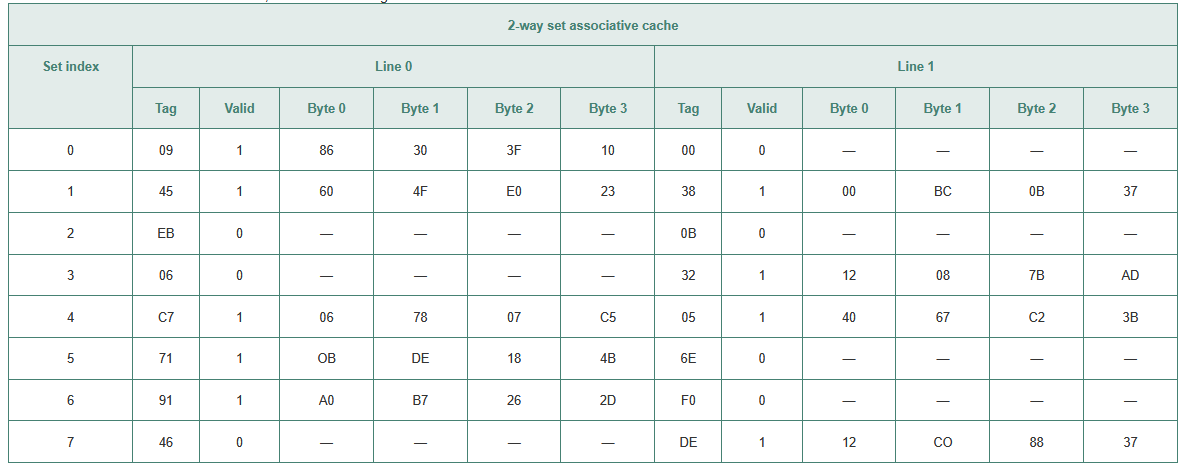 2-way set associative cache
Set index Line 0 Line 1
Tag Valid Byte 0 Byte 1 Byte 2 Byte 3 Tag Valid Byte 0 Byte 1 Byte 2 Byte 3
0 09 1 86 30 3F 10 00 0 — — — —
1 45 1 60 4F E0 23 38 1 00 BC 0B 37
2 EB 0 — — — — 0B 0 — — — —
3 06 0 — — — — 32 1 12 08 7B AD
4 C7 1 06 78 07 C5 05 1 40 67 C2 3B
5 71 1 OB DE 18 4B 6E 0 — — — —
6 91 1 A0 B7 26 2D F0 0 — — — —
7 46 0 — — — — DE 1 12 CO 88 37